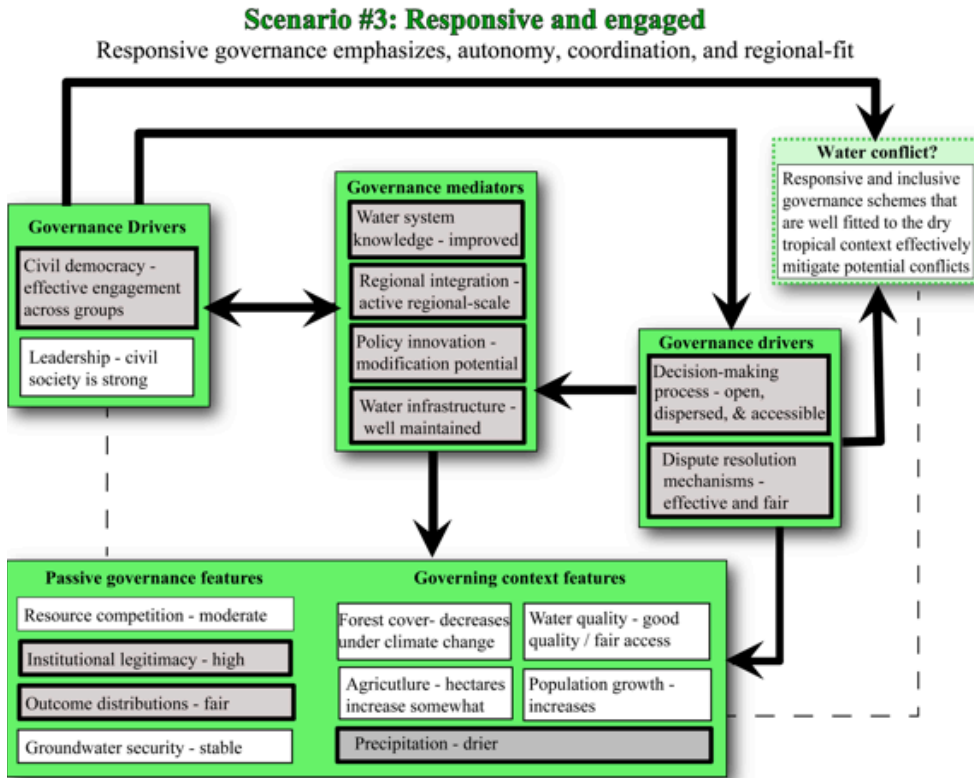 Scenario #3: Responsive and engaged
Responsive governance emphasizes, autonomy, coordination, and regional-fit
Water conflict?
Responsive and inclusive
governance schemes that
are well fitted to the dry
tropical context effectively
mitigate potential conflicts
Governance mediators
Water system
knowledge - improved
Regional integration -
active regional-scale
Policy innovation -
modification potential
Water infrastructure -
well maintained
Governance Drivers
Civil democracy -
effective engagement
across groups
Leadership - civil
society is strong
Governance drivers
Decision-making
process - open,
dispersed, & accessible
Dispute resolution
mechanisms -
effective and fair
Passive governance features
Resource competition - moderate
Institutional legitimacy - high
Outcome distributions - fair
Groundwater security - stable
Governing context features
Forest cover- decreases
under climate change
Water quality - good
quality / fair access
Agricutlure - hectares
increase somewhat
Population growth -
increases
Precipitation - drier